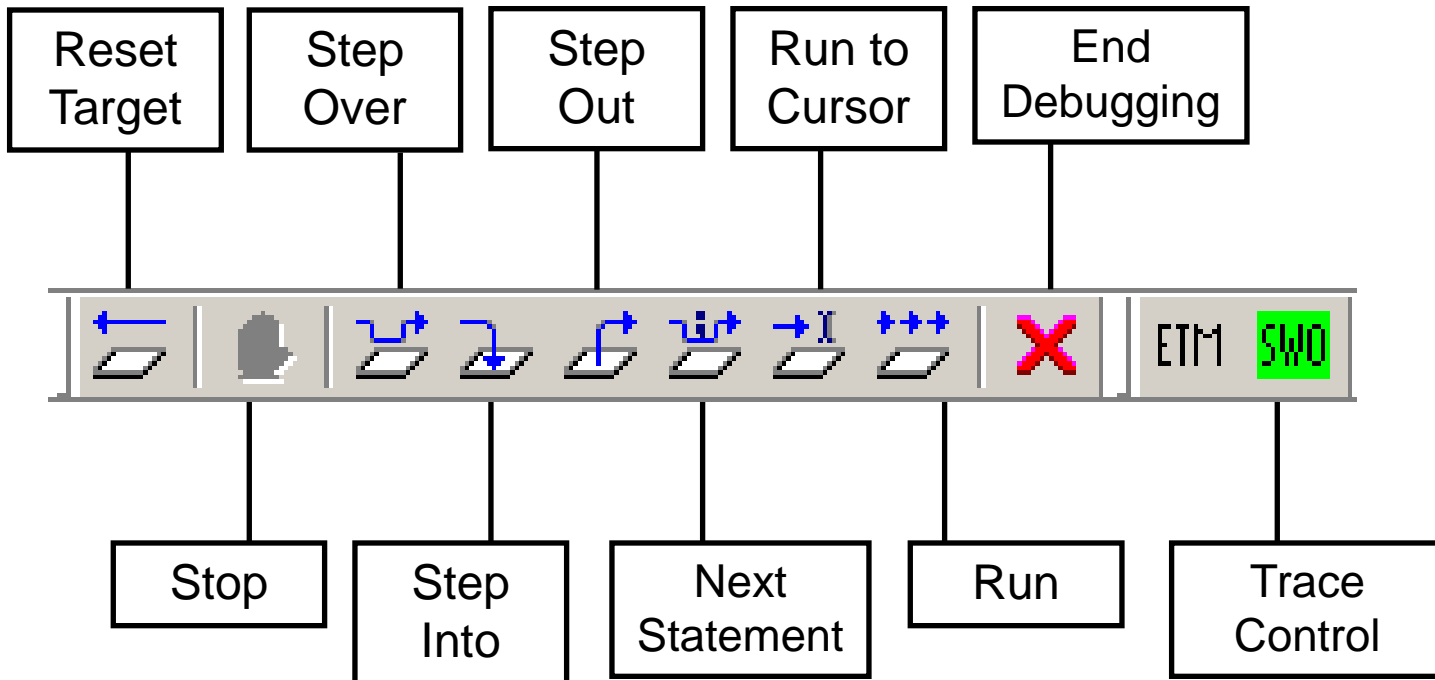 Reset
Target
Step
Over
Step
Out
Run to
Cursor
End
Debugging
ETM
SWO
Stop
Step
Into
Next
Statement
Run
Trace
Control